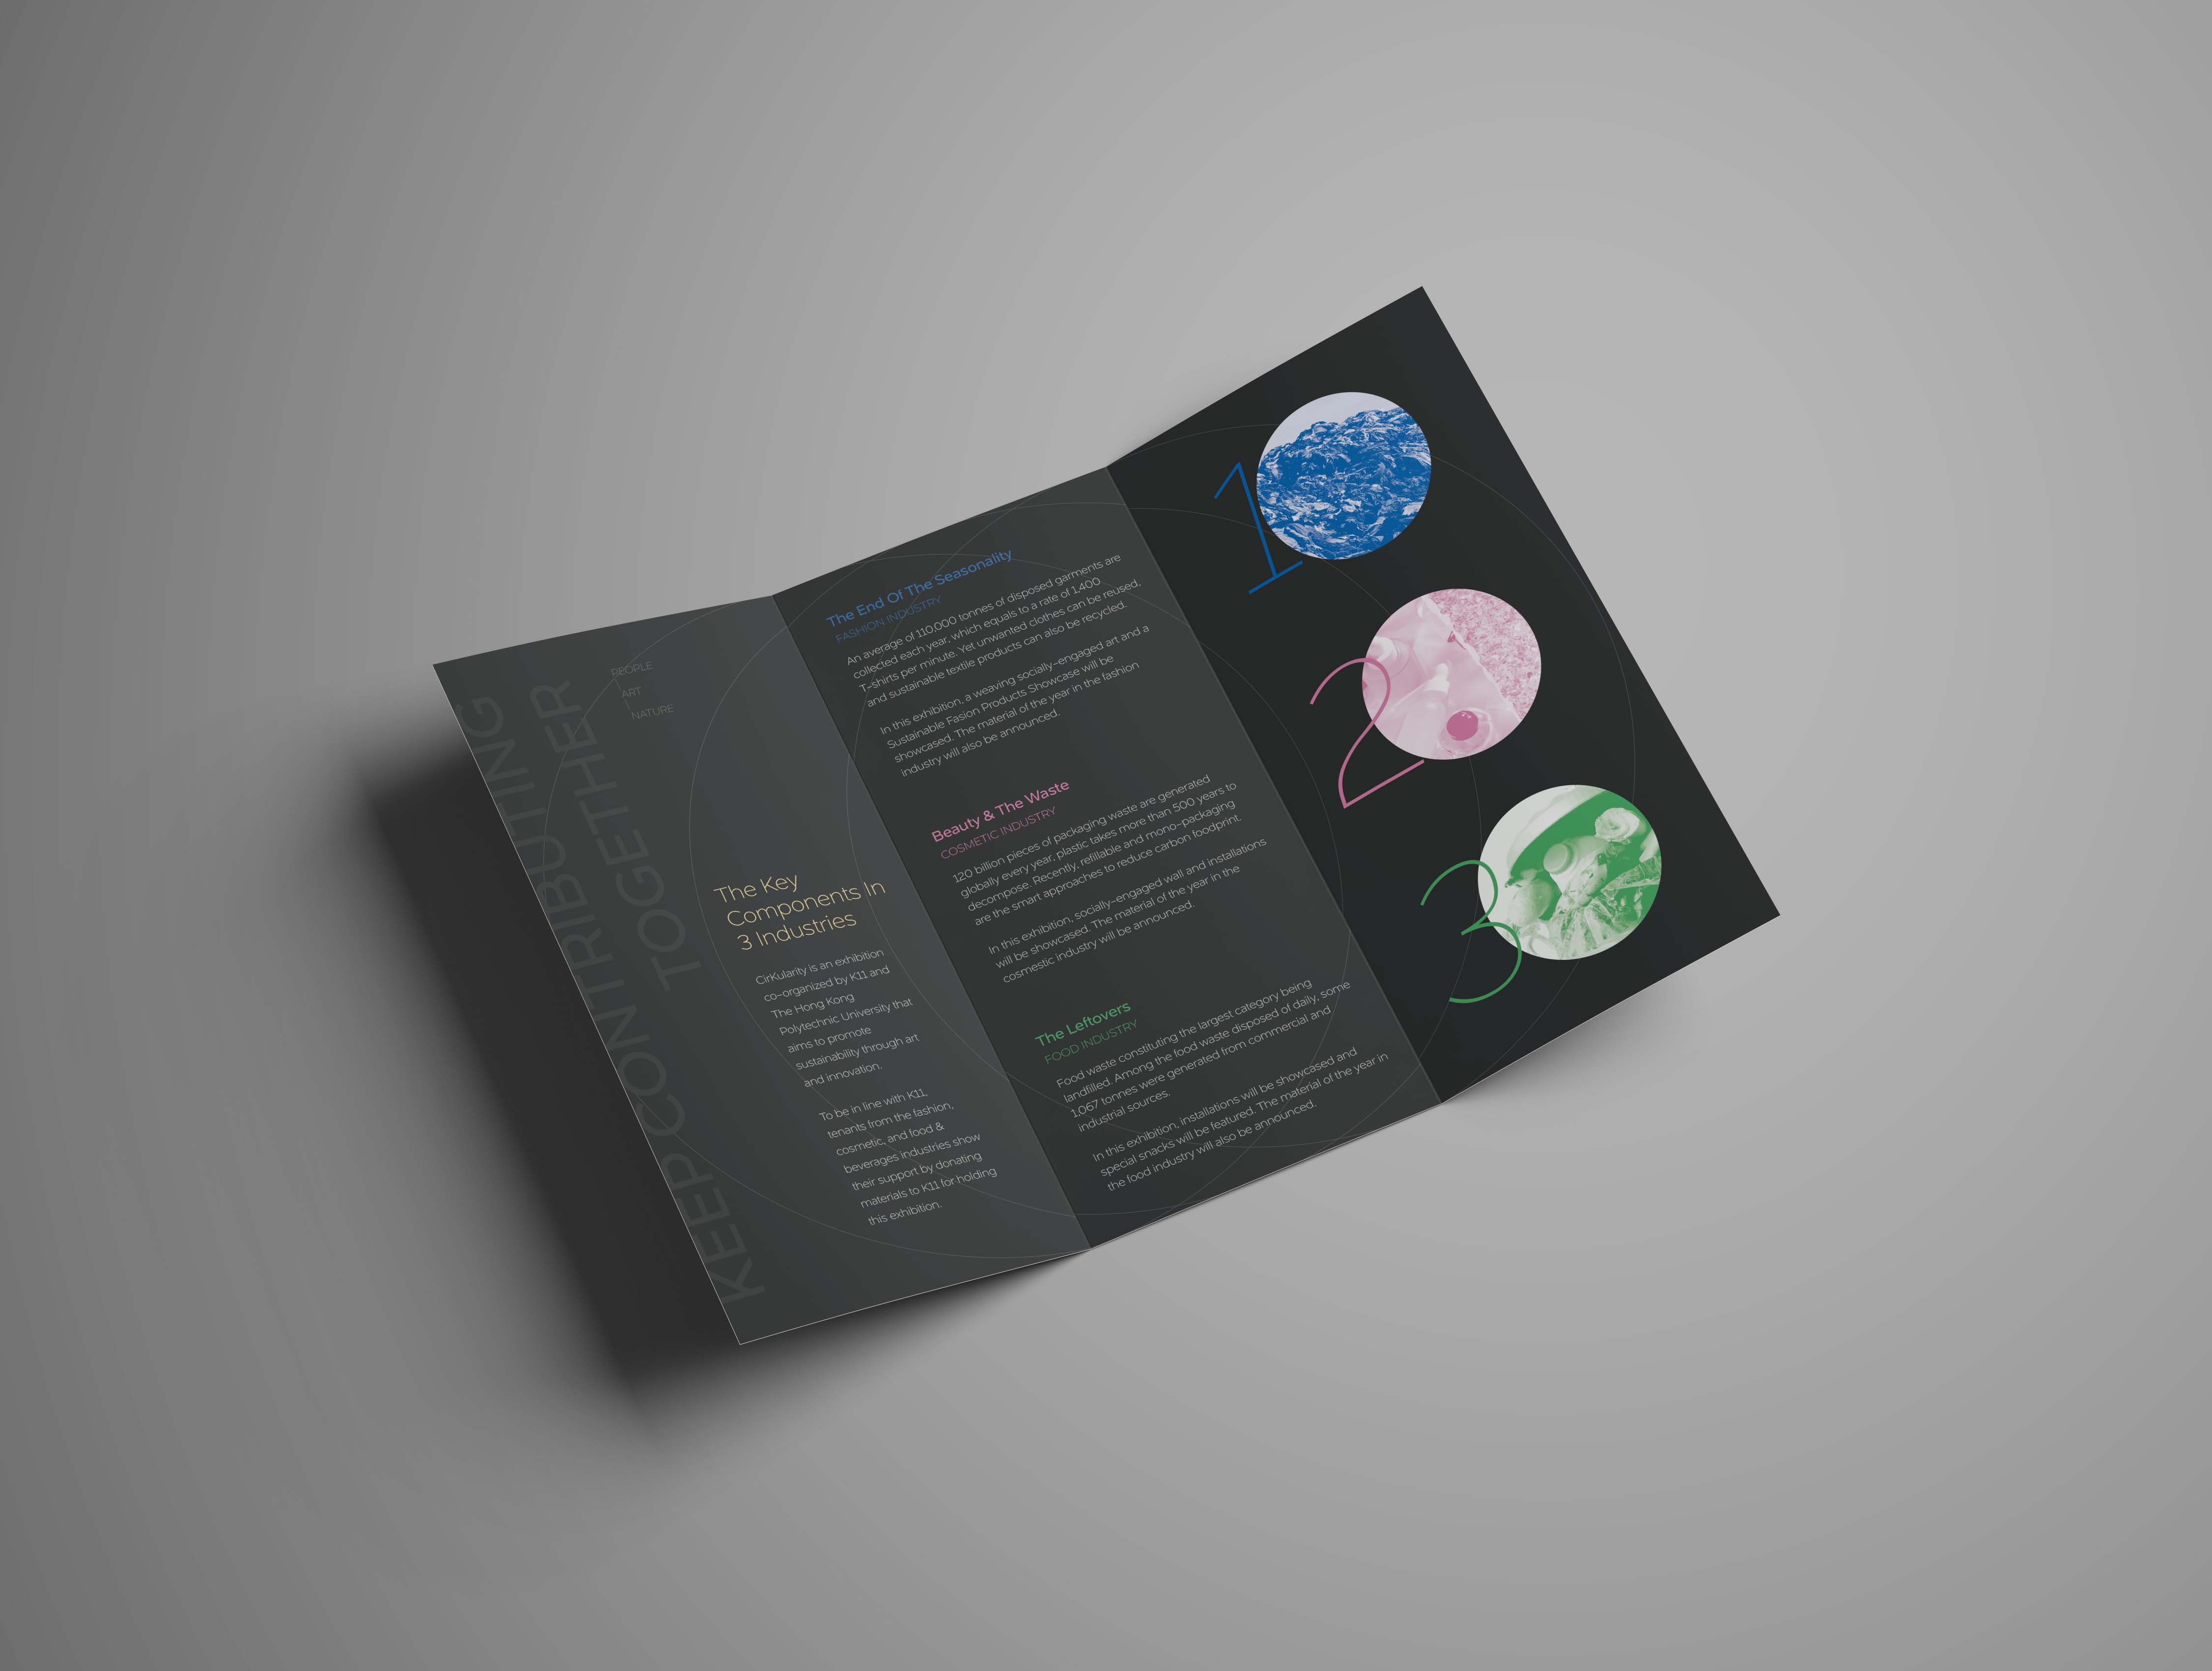 KEEP CONTRIBUTING
TOGETHER
PEOPLE
ART
NATURE
The Key
Components In
3 Industries
CirKularity is an exhibition
co-organized by K11 and
The Hong Kong
Polytechnic University that
aims to promote
sustainability through art
and innovation.
To be in line with K11,
tenants from the fashion,
cosmetic, and food &
beverages industries show
their support by donating
materials to K11 for holding
this exhibition.
The End Of The Seasonality
FASHION INDUSTRY
An average of 110,000 tonnes of disposed garments are
collected each year, which equals to a rate of 1,400
T-shirts per minute. Yet unwanted clothes can be reused,
and sustainable textile products can also be recycled.
In this exhibition, a weaving socially-engaged art and a
Sustainable Fasion Products Showcase will be
showcased. The material of the year in the fashion
industry will also be announced.
Beauty & The Waste
COSMETIC INDUSTRY
120 billion pieces of packaging waste are generated
globally every year, plastic takes more than 500 years to
decompose. Recently, refillable and mono-packaging
are the smart approaches to reduce carbon foodprint.
In this exhibition, socially-engaged wall and installations
will be showcased. The material of the year in the
cosmestic industry will be announced.
The Leftovers
FOOD INDUSTRY
Food waste constituting the largest category being
landfilled. Among the food waste disposed of daily, some
1,067 tonnes were generated from commercial and
industrial sources.
In this exhibition, installations will be showcased and
special snacks will be featured. The material of the year in
the food industry will also be announced.
1
2
3